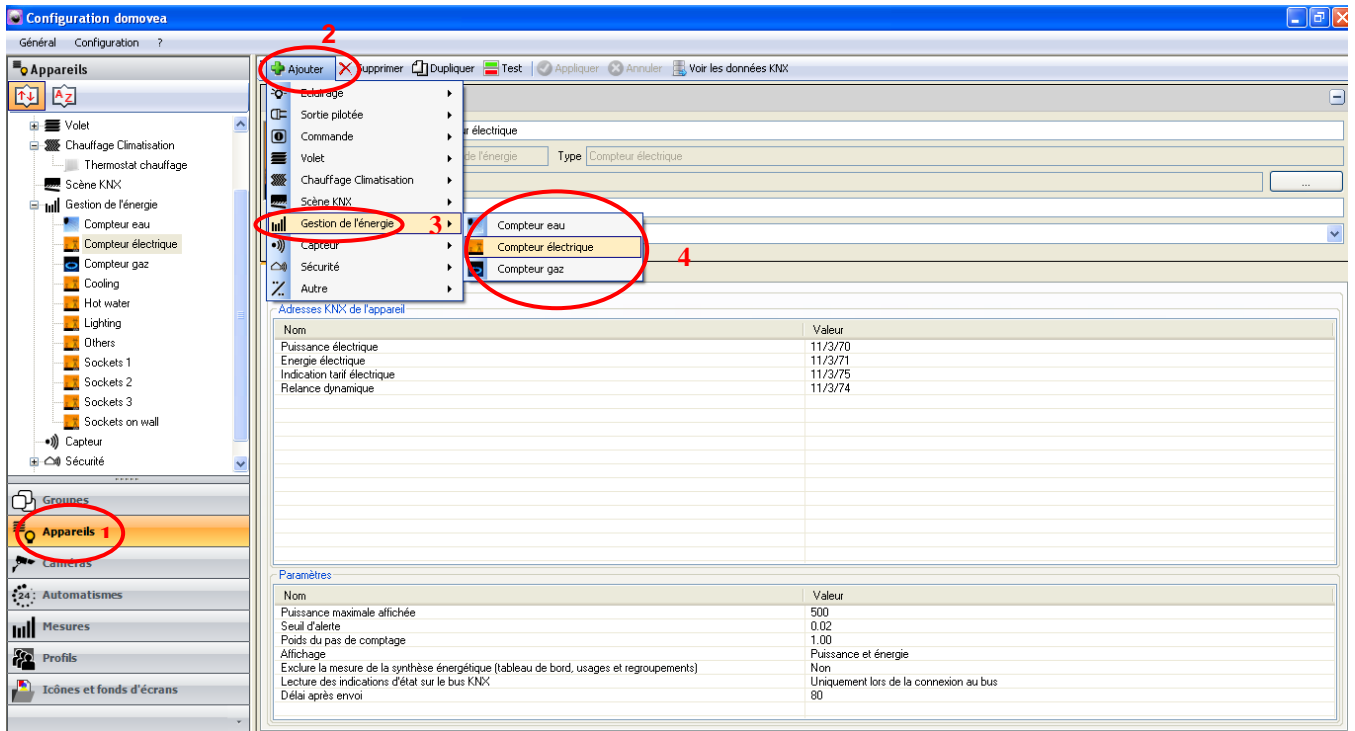 Configuration domovea
Général Configuration ?
2
Appareils
Ajouter Supprimer Dupliquer Test Appliquer Annuler Voir les données KNX
Volet
Chauffage Climatisation
Thermostat chauffage
Scène KNX
Gestion de l'énergie
Compteur eau
Compteur électrique
Compteur gaz
Cooling
Hot water
Lighting
Others
Sockets 1
Sockets 2
Sockets 3
Sockets on wall
Capteur
Sécurité
Groupes
Appareils 1
Caméras
24 Automatismes
Mesures
Profils
Icônes et fonds d'écrans
Eclairage
Sortie pilotée
Commande
Volet
Chauffage Climatisation
Scène KNX
Gestion de l'énergie 3
Capteur
Sécurité
Autre
Compteur eau
Compteur électrique
Compteur gaz
4
électrique
de l'énergie Type Compteur électrique
...
Adresses KNX de l'appareil
Nom Valeur
Puissance électrique 11/3/70
Energie électrique 11/3/71
Indication tarif électrique 11/3/75
Relance dynamique 11/3/74
Paramètres
Nom Valeur
Puissance maximale affichée 500
Seuil d'alerte 0.02
Poids du pas de comptage 1.00
Affichage Puissance et énergie
Exclure la mesure de la synthèse énergétique (tableau de bord, usages et regroupements) Non
Lecture des indications d'état sur le bus KNX Uniquement lors de la connexion au bus
Délai après envoi 80